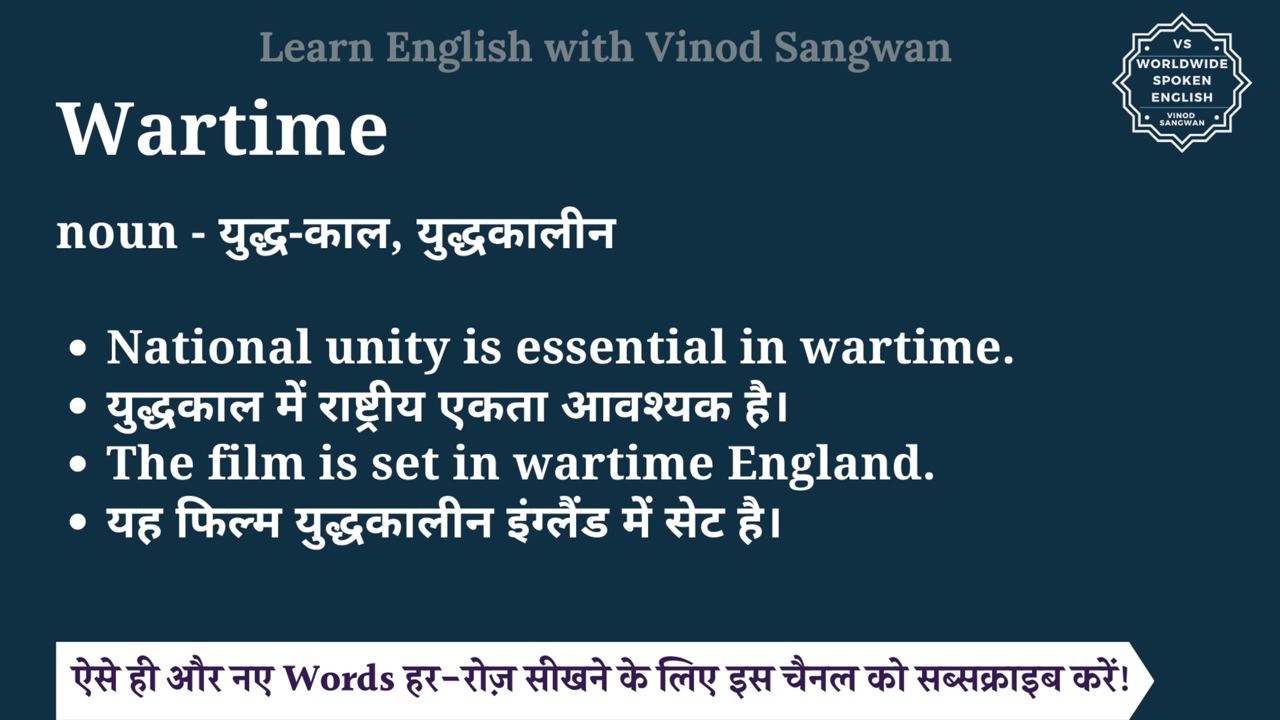 Learn English with Vinod Sangwan
VS
WORLDWIDE
SPOKEN
ENGLISH
VINOD
SANGWAN
Wartime
noun - युद्ध-काल, युद्धकालीन
• National unity is essential in wartime.
• युद्धकाल में राष्ट्रीय एकता आवश्यक है।
• The film is set in wartime England.
• यह फिल्म युद्धकालीन इंग्लैंड में सेट है।
ऐसे ही और नए Words हर-रोज़ सीखने के लिए इस चैनल को सब्सक्राइब करें!